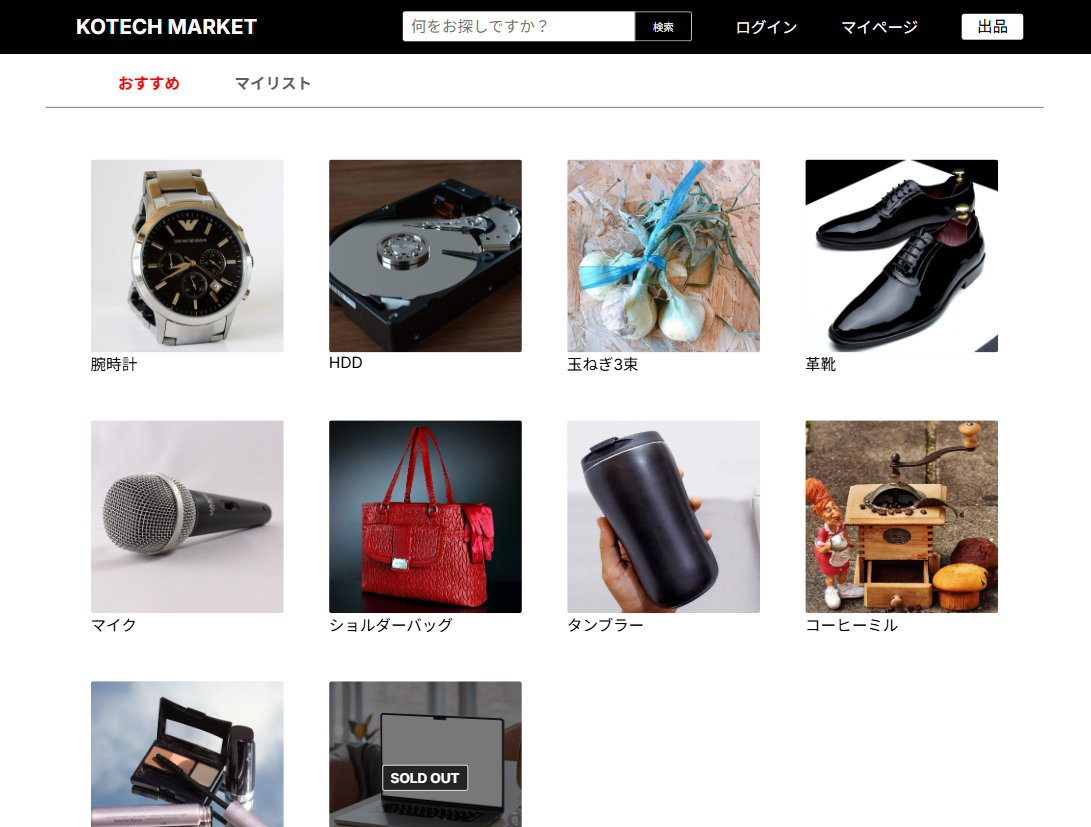 KOTECH MARKET
何をお探しですか？
検索
ログイン
マイページ
出品
おすすめ
マイリスト
腕時計
HDD
玉ねぎ3束
革靴
マイク
ショルダーバッグ
タンブラー
コーヒーミル
SOLD OUT